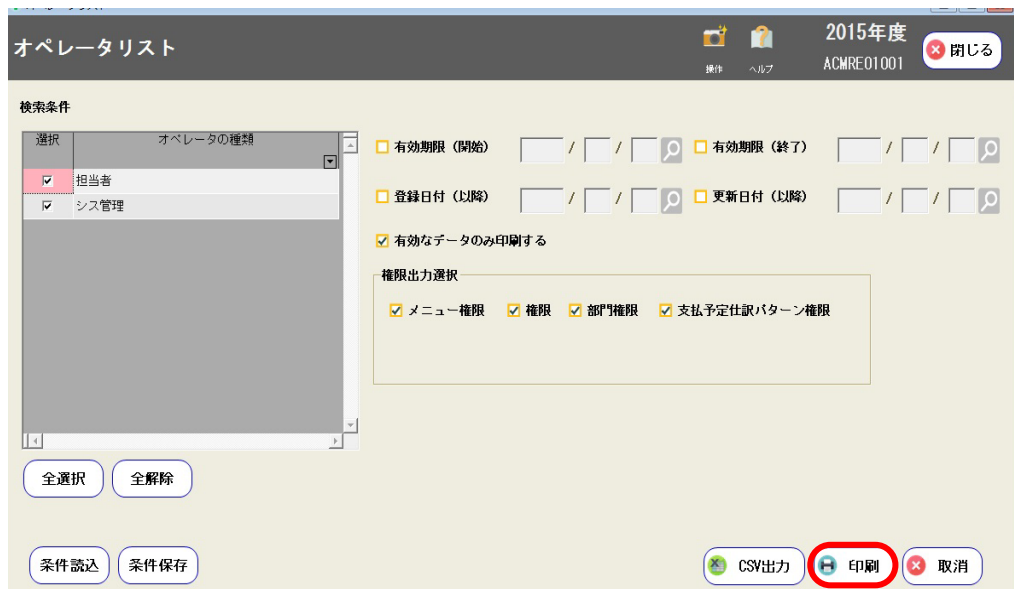 オペレータリスト
操作
ヘルプ
2015年度
ACMRE01001
閉じる
検索条件
選択 オペレータの種類
担当者
シス管理
有効期限（開始） / / 有効期限（終了） / /
登録日付（以降） / / 更新日付（以降） / /
有効なデータのみ印刷する
権限出力選択
メニュー権限 権限 部門権限 支払予定仕訳パターン権限
全選択 全解除
条件読込 条件保存 CSV出力 印刷 取消